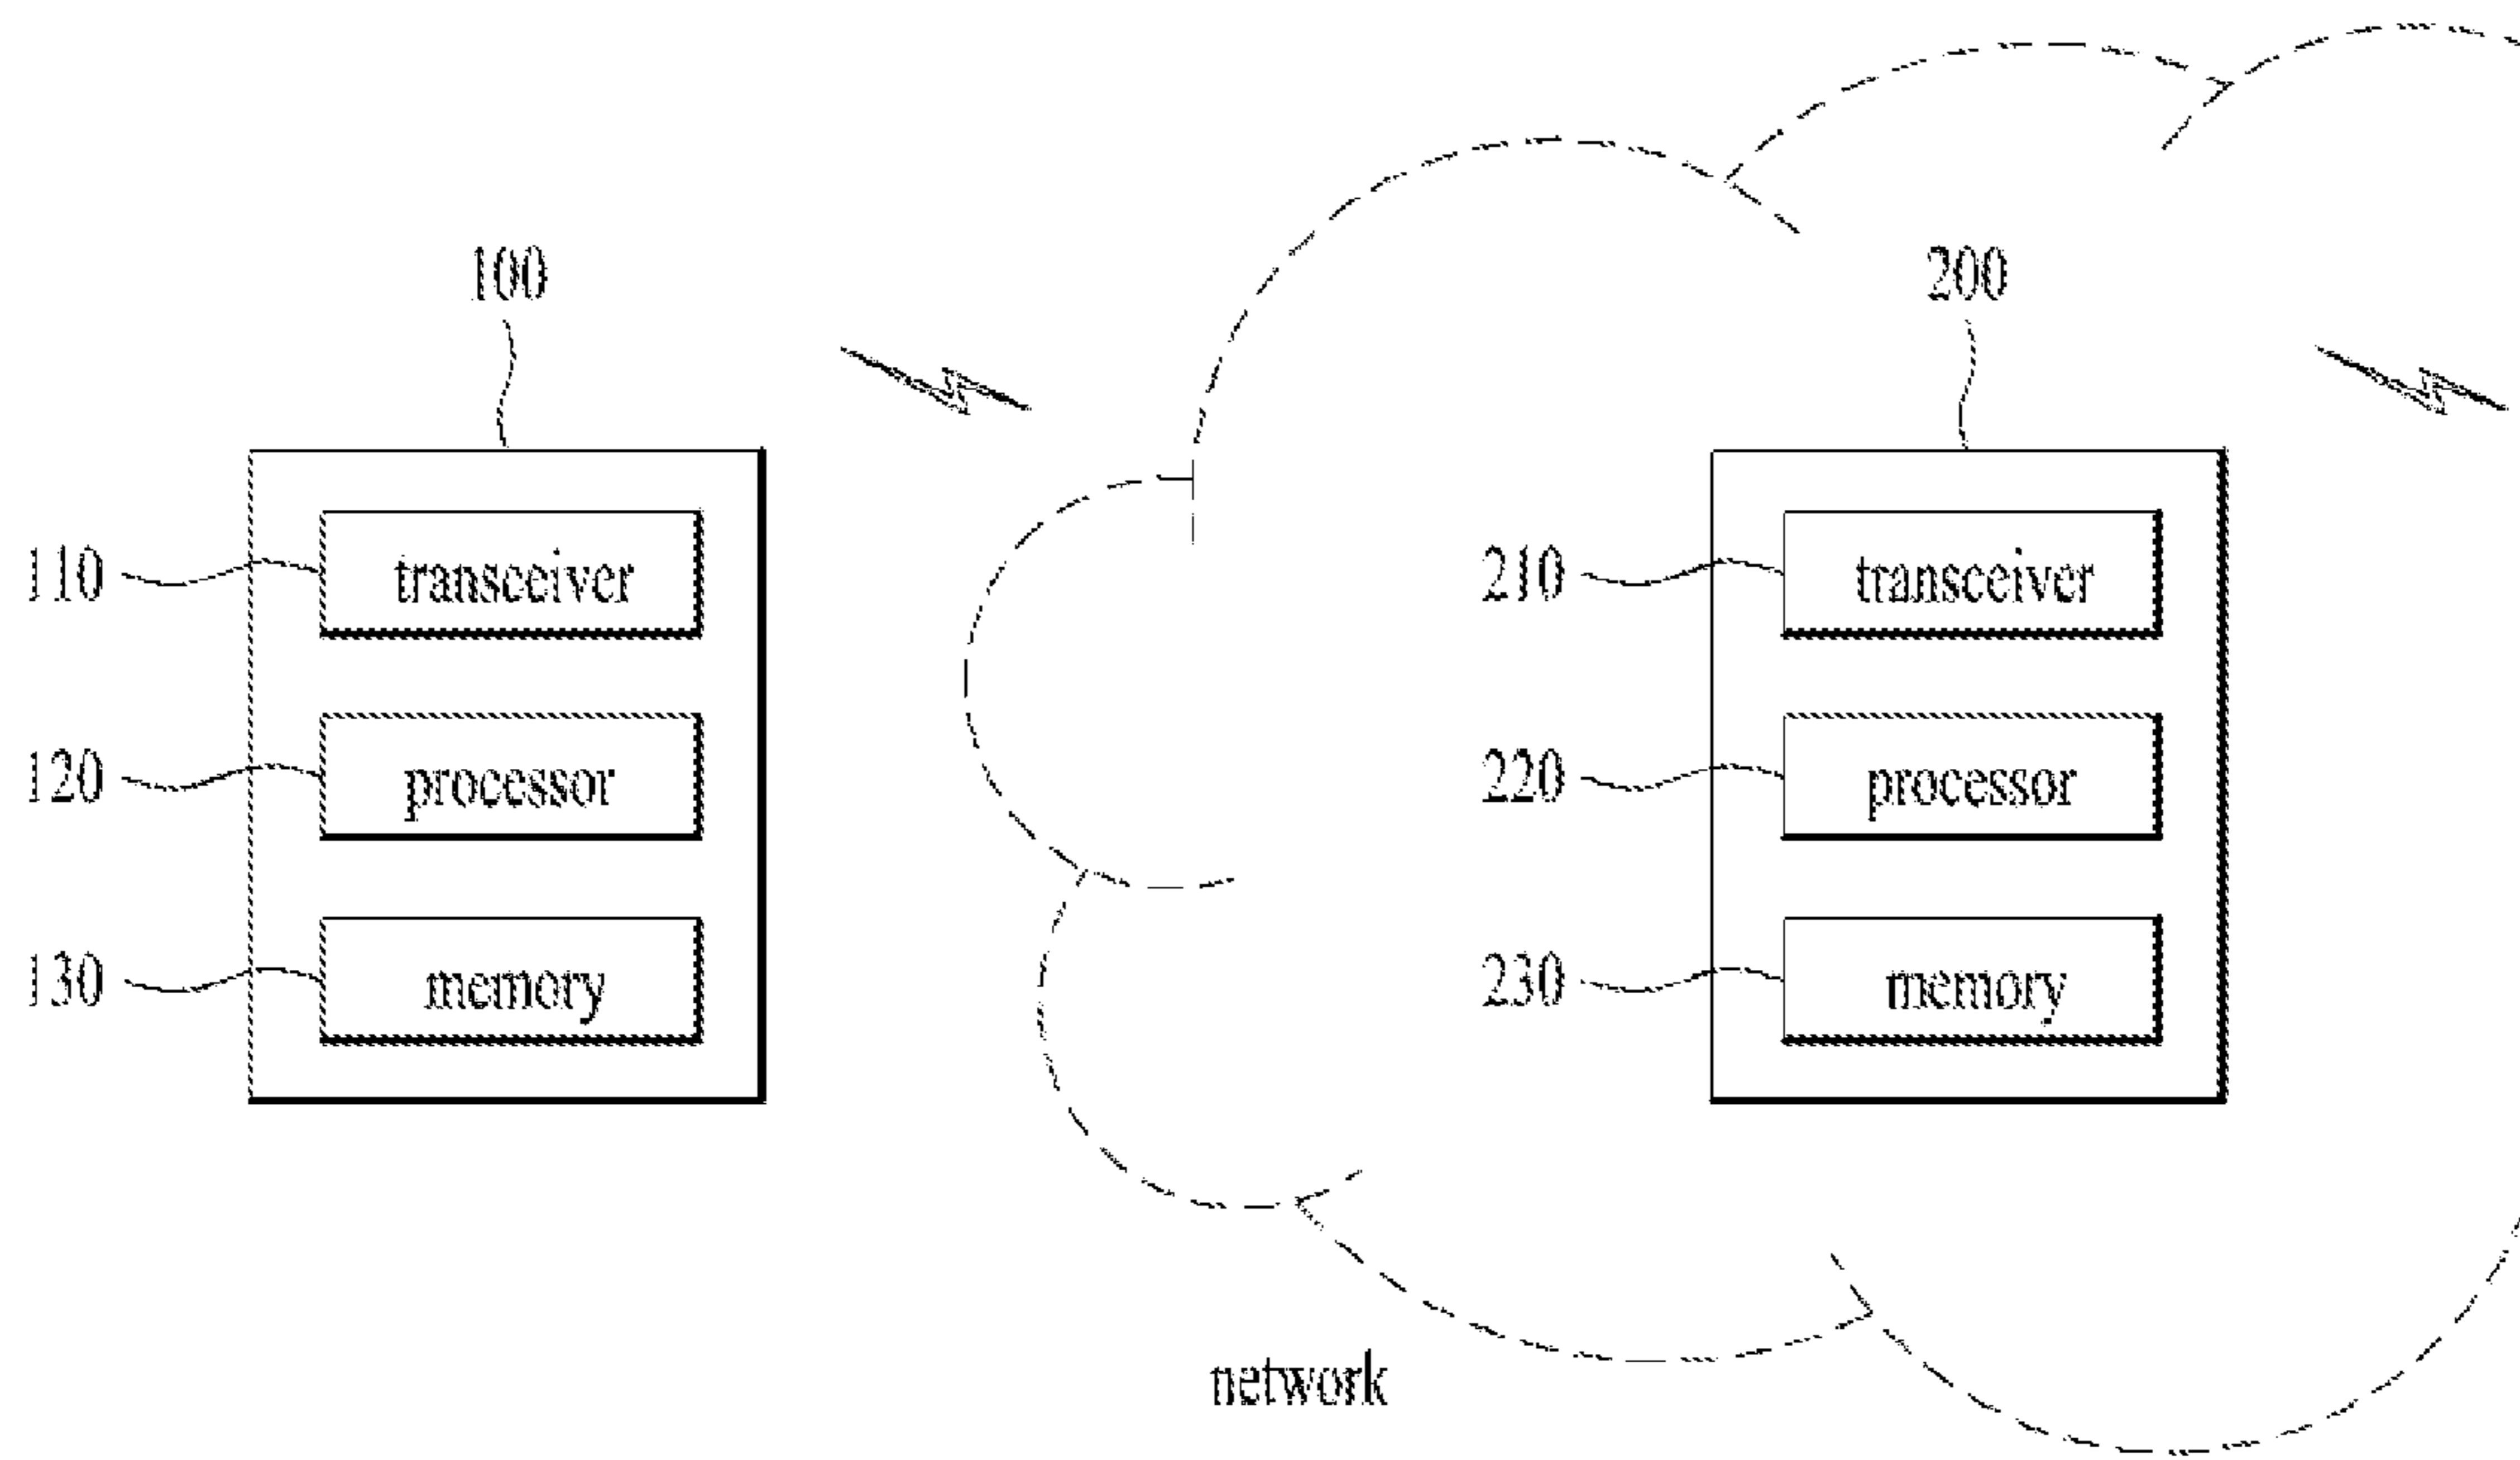 100
200
110 transceiver
210 transceiver
120 processor
220 processor
130 memory
230 memory
network